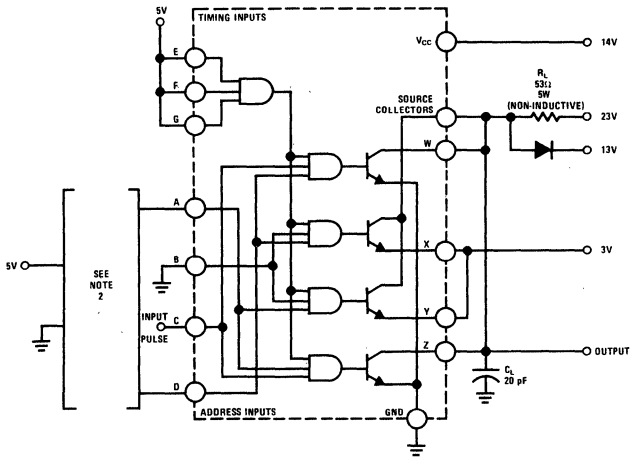 5V
TIMING INPUTS
E
F
G
VCC
14V
RL
53Ω
5W
(NON-INDUCTIVE)
SOURCE
COLLECTORS
23V
W
13V
A
B
X
3V
5V
SEE
NOTE
2
INPUT
PULSE
C
Y
Z
OUTPUT
D
CL
20 pF
ADDRESS INPUTS
GND